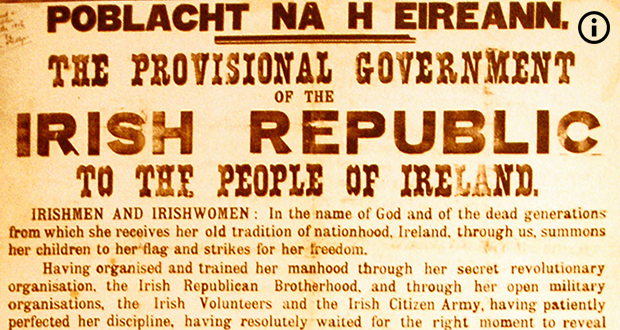 POBLACHT NA H EIREANN.
THE PROVISIONAL GOVERNMENT
OF THE
IRISH REPUBLIC
TO THE PEOPLE OF IRELAND.
IRISHMEN AND IRISHWOMEN : In the name of God and of the dead generations
from which she receives her old tradition of nationhood, Ireland, through us, summons
her children to her flag and strikes for her freedom.
Having organised and trained her manhood through her secret revolutionary
organisation, the Irish Republican Brotherhood, and through her open military
organisations, the Irish Volunteers and the Irish Citizen Army, having patiently
perfected her discipline, having resolutely waited for the right moment to reveal